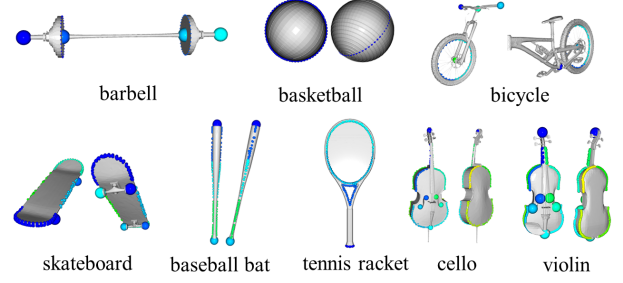 barbell
basketball
bicycle
skateboard
baseball bat
tennis racket
cello
violin